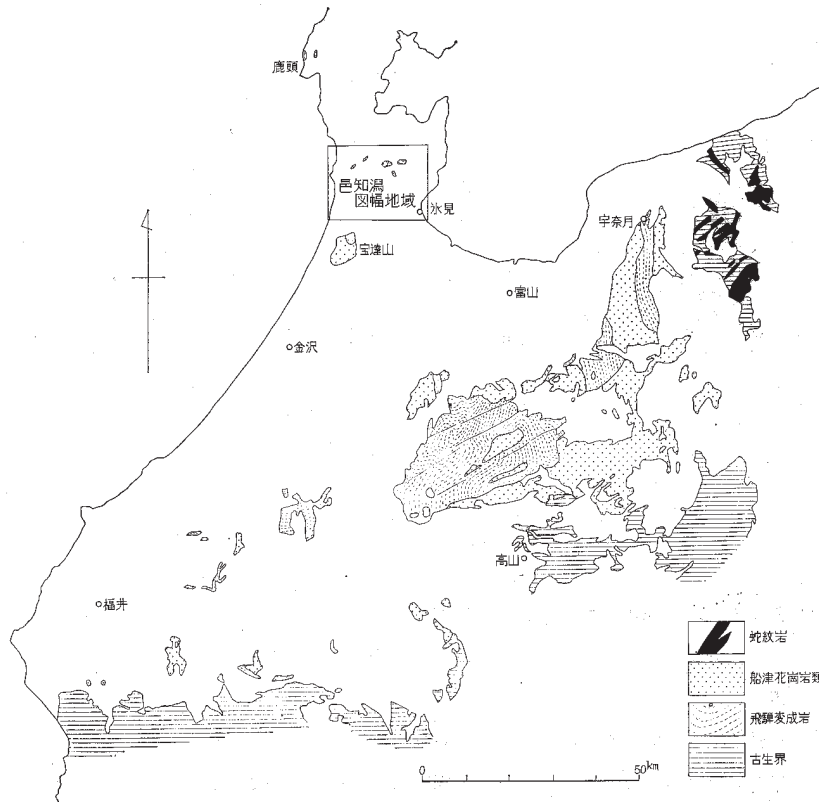 鹿頭
邑知潟
図幅地域
氷見
宝達山
宇奈月
富山
金沢
高山
福井
蛇紋岩
船津花崗岩類
飛騨変成岩
古生界
0
50km